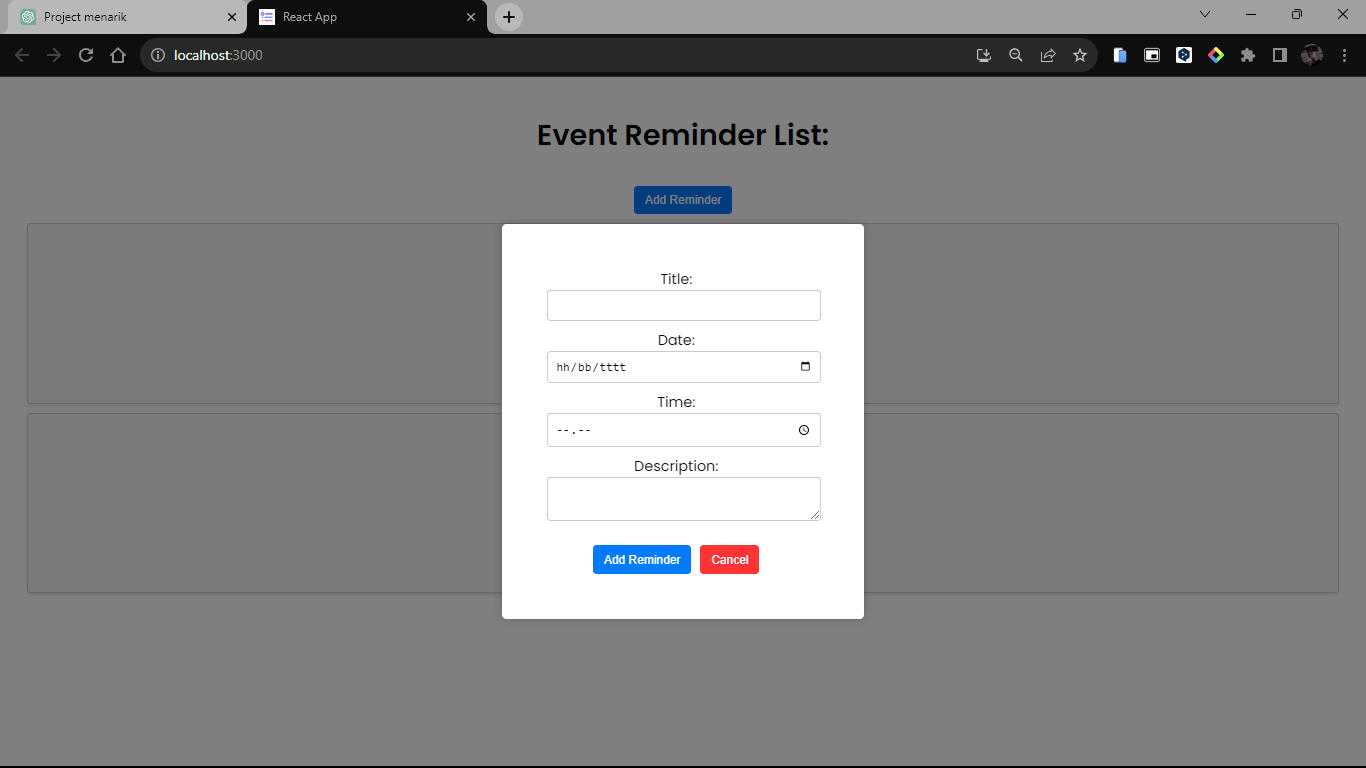 Project menarik
React App
localhost:3000
Event Reminder List:
Add Reminder
Title:
Date:
hh/bb/tttt
Time:
--.--
Description:
Add Reminder Cancel